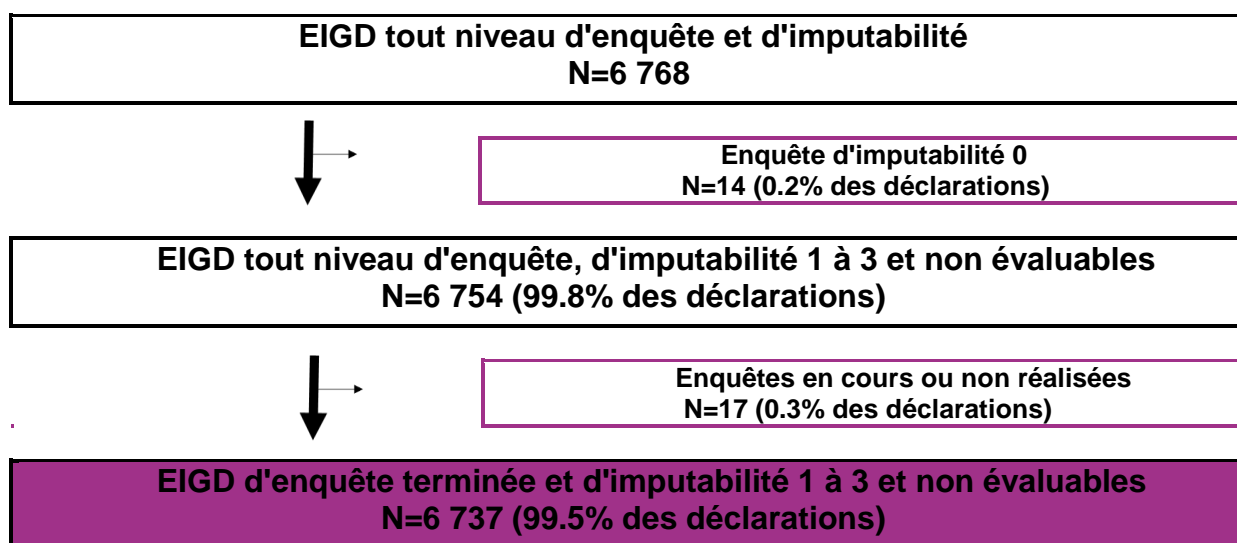 EIGD tout niveau d'enquête et d'imputabilité
N=6 768
Enquête d'imputabilité 0
N=14 (0.2% des déclarations)
EIGD tout niveau d'enquête, d'imputabilité 1 à 3 et non évaluables
N=6 754 (99.8% des déclarations)
Enquêtes en cours ou non réalisées
N=17 (0.3% des déclarations)
EIGD d'enquête terminée et d'imputabilité 1 à 3 et non évaluables
N=6 737 (99.5% des déclarations)